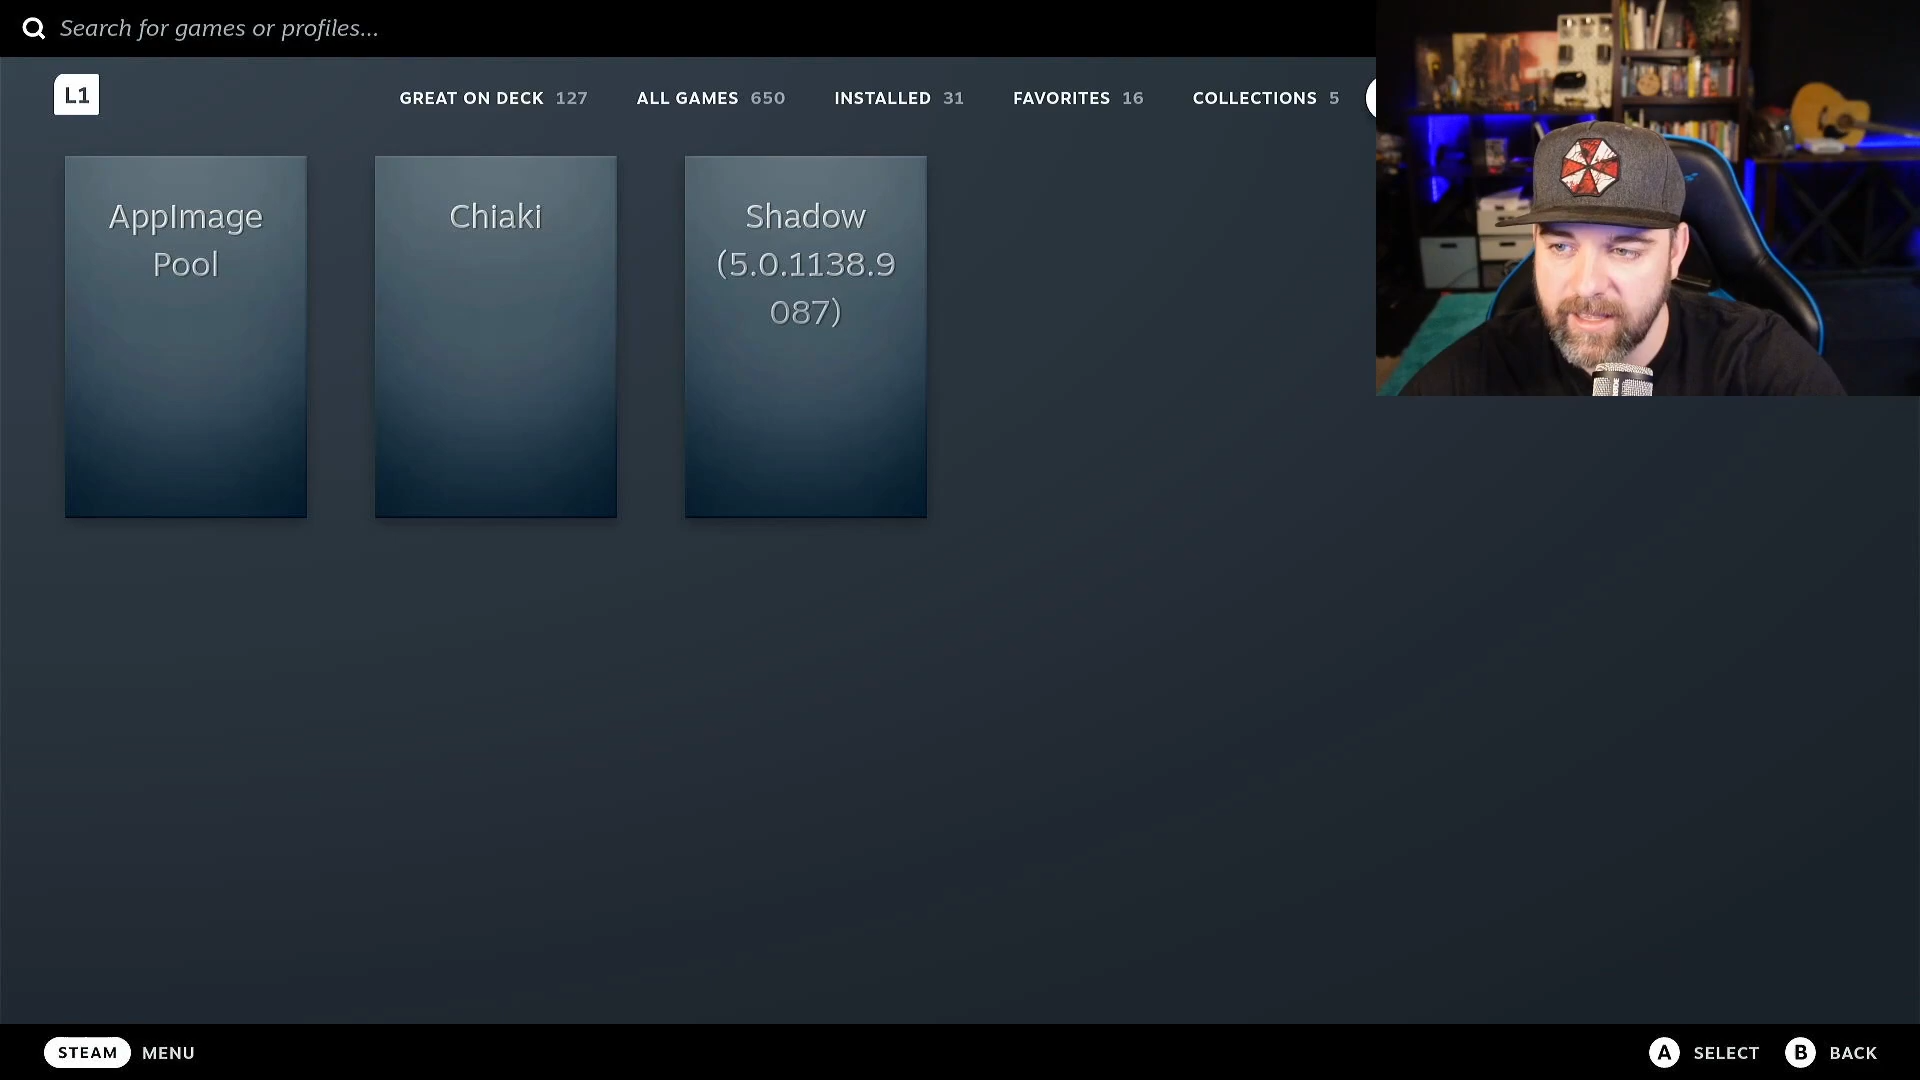 Search for games or profiles...
L1
GREAT ON DECK 127
ALL GAMES 650
INSTALLED 31
FAVORITES 16
COLLECTIONS 5
AppImage
Pool
Chiaki
Shadow
(5.0.1138.9
087)
STEAM MENU
A SELECT
B BACK